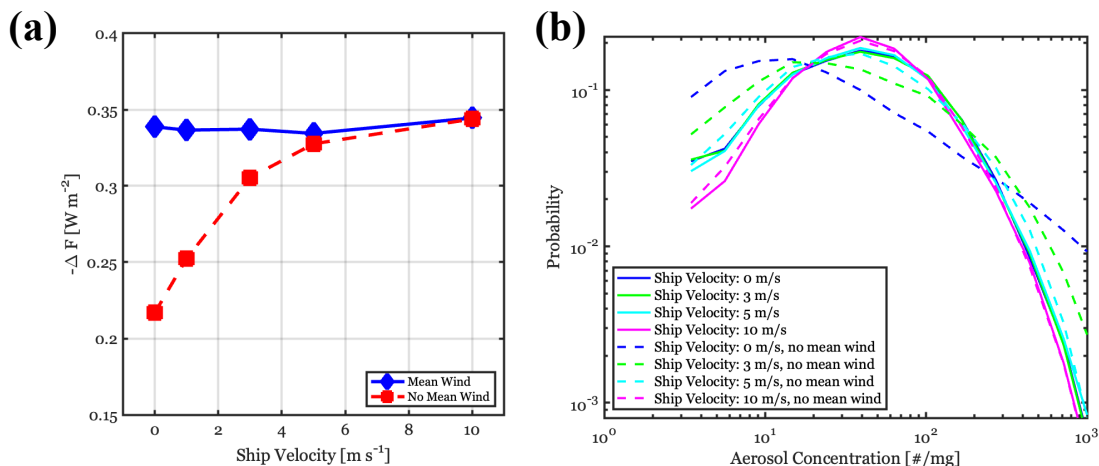 (a)
0.4
0.35
0.3
0.25
0.2
0.15
-Δ F [W m⁻²]
0
2
4
6
8
10
Ship Velocity [m s⁻¹]
Mean Wind
No Mean Wind
(b)
10⁻¹
10⁻²
10⁻³
Probability
10⁰
10¹
10²
10³
Aerosol Concentration [#/mg]
Ship Velocity: 0 m/s
Ship Velocity: 3 m/s
Ship Velocity: 5 m/s
Ship Velocity: 10 m/s
Ship Velocity: 0 m/s, no mean wind
Ship Velocity: 3 m/s, no mean wind
Ship Velocity: 5 m/s, no mean wind
Ship Velocity: 10 m/s, no mean wind